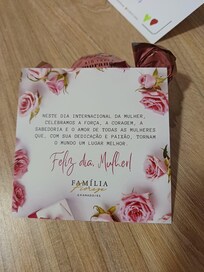 NESTE DIA INTERNACIONAL DA MULHER,
CELEBRAMOS A FORÇA, A CORAGEM, A
SABEDORIA E O AMOR DE TODAS AS MULHERES
QUE, COM SUA DEDICAÇÃO E PAIXÃO, TORNAM
O MUNDO UM LUGAR MELHOR.
Feliz dia, Mulher!
FAMÍLIA